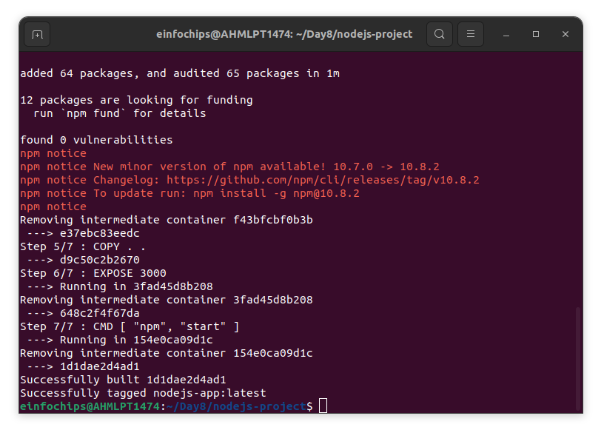 einfochips@AHMLPT1474: ~/Day8/nodejs-project
added 64 packages, and audited 65 packages in 1m
12 packages are looking for funding
  run `npm fund` for details
found 0 vulnerabilities
npm notice
npm notice New minor version of npm available! 10.7.0 -> 10.8.2
npm notice Changelog: https://github.com/npm/cli/releases/tag/v10.8.2
npm notice To update run: npm install -g npm@10.8.2
npm notice
Removing intermediate container f43bfcbf0b3b
 ---> e37ebc83eedc
Step 5/7 : COPY . .
 ---> d9c50c2b2670
Step 6/7 : EXPOSE 3000
 ---> Running in 3fad45d8b208
Removing intermediate container 3fad45d8b208
 ---> 648c2f4f67da
Step 7/7 : CMD [ "npm", "start" ]
 ---> Running in 154e0ca09d1c
Removing intermediate container 154e0ca09d1c
 ---> 1d1dae2d4ad1
Successfully built 1d1dae2d4ad1
Successfully tagged nodejs-app:latest
einfochips@AHMLPT1474:~/Day8/nodejs-project$